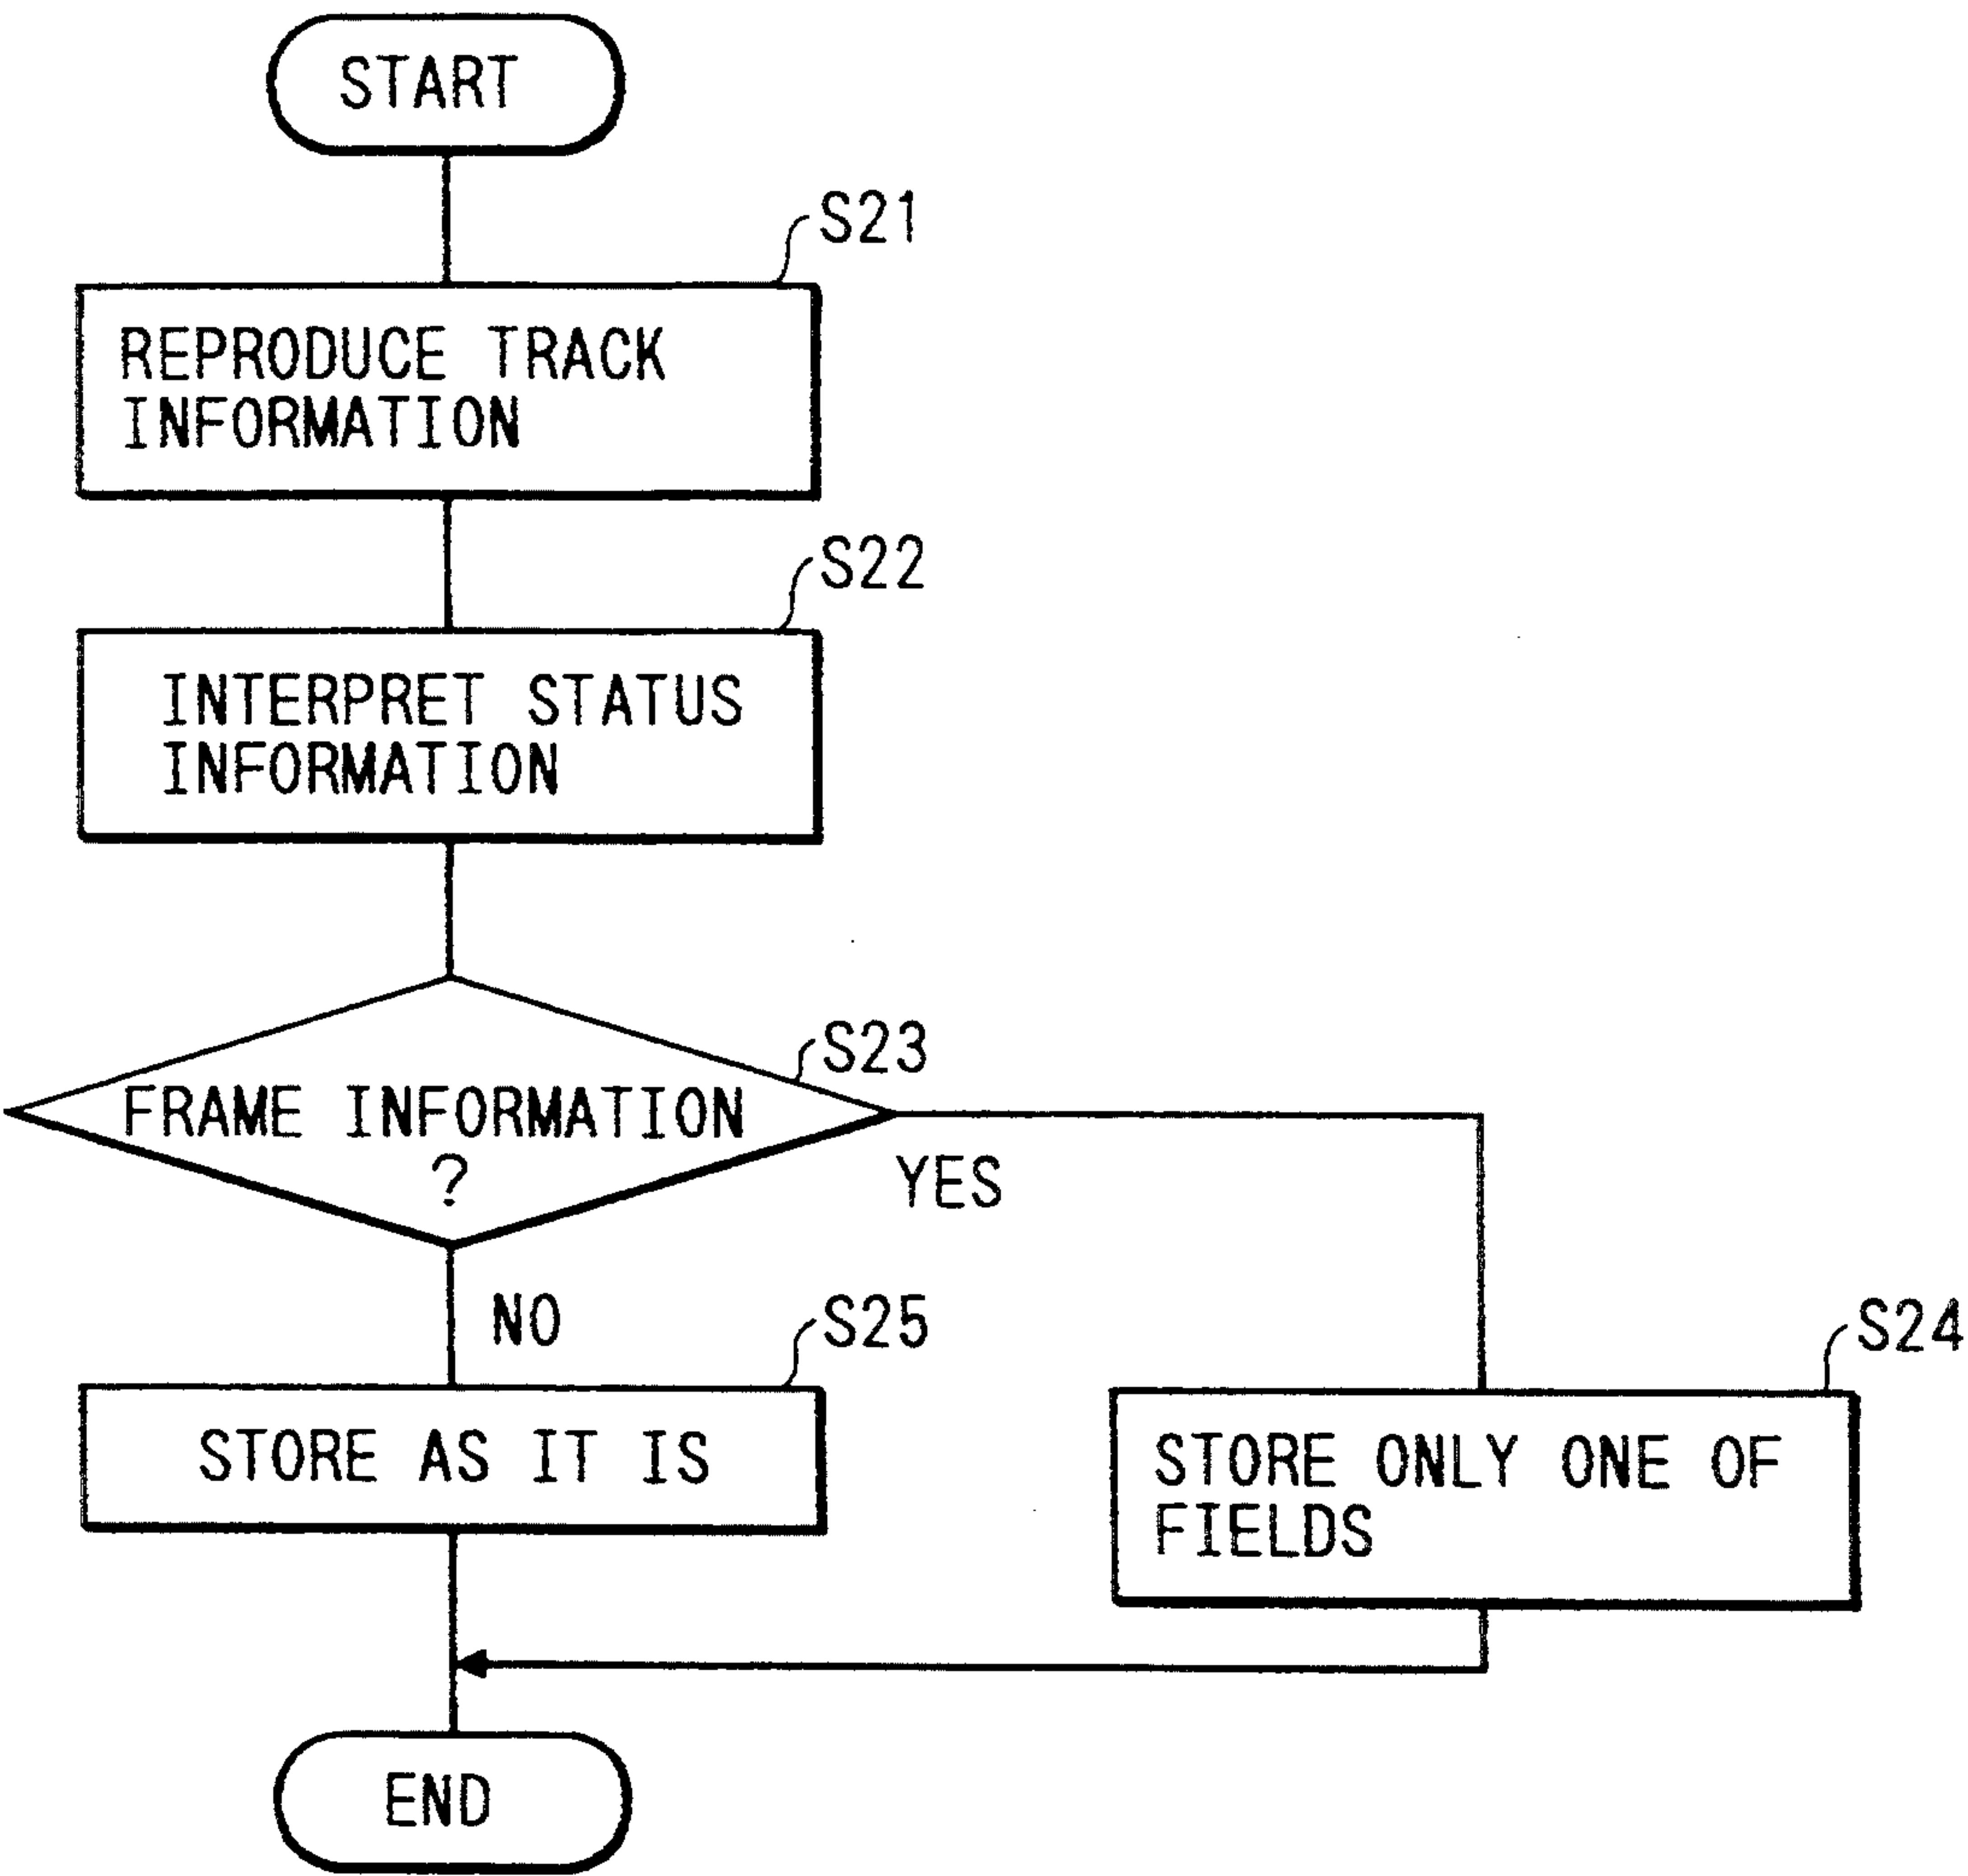 START
S21
REPRODUCE TRACK
INFORMATION
S22
INTERPRET STATUS
INFORMATION
S23
FRAME INFORMATION
?
YES
NO
S25
STORE AS IT IS
S24
STORE ONLY ONE OF
FIELDS
END